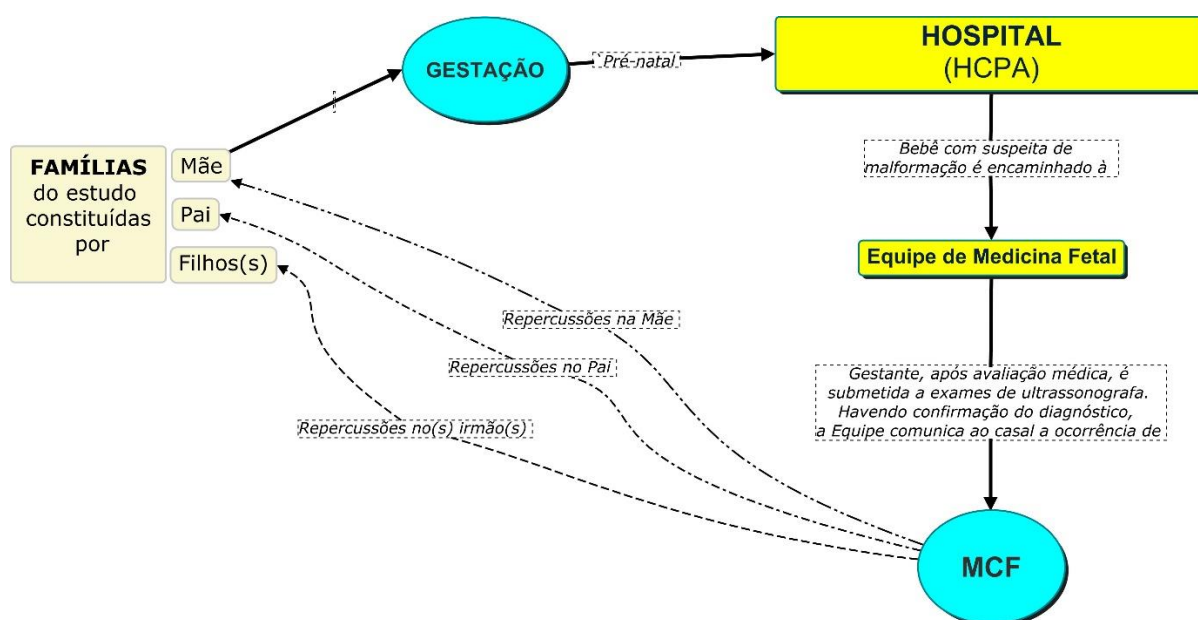 GESTAÇÃO
`Pré-natal
HOSPITAL
(HCPA)
FAMÍLIAS
do estudo
constituídas
por
Mãe
Pai
Filhos(s)
Bebê com suspeita de
malformação é encaminhado à
Equipe de Medicina Fetal
Repercussões na Mãe
Repercussões no Pai
Repercussões no(s) irmão(s)
Gestante, após avaliação médica, é
submetida a exames de ultrassonografa.
Havendo confirmação do diagnóstico,
a Equipe comunica ao casal a ocorrência de
MCF